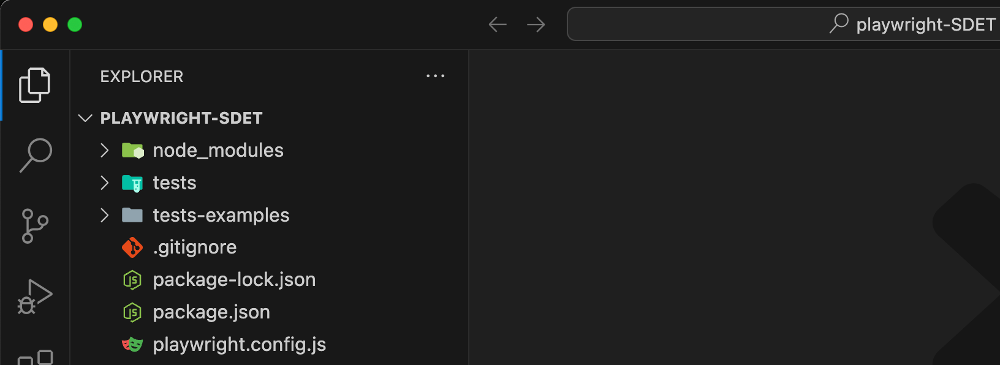 playwright-SDET
EXPLORER
PLAYWRIGHT-SDET
node_modules
tests
tests-examples
.gitignore
package-lock.json
package.json
playwright.config.js